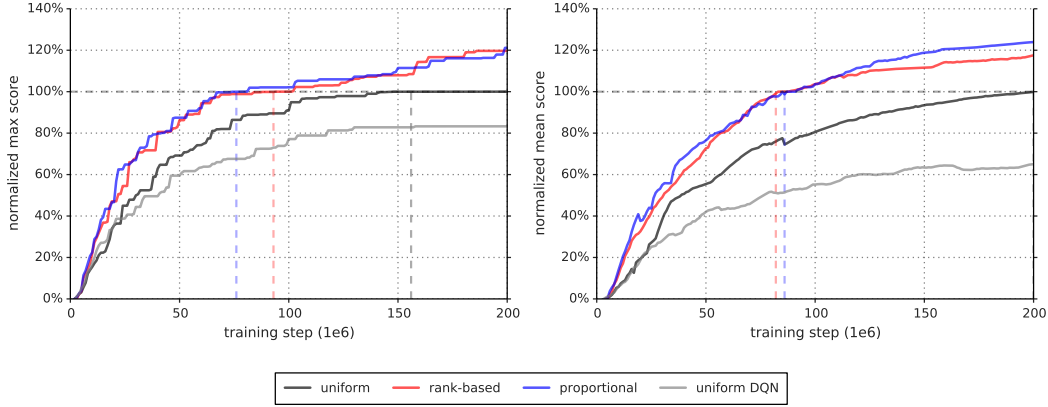 normalized max score
140%
120%
100%
80%
60%
40%
20%
0%
0 50 100 150 200
training step (1e6)
normalized mean score
140%
120%
100%
80%
60%
40%
20%
0%
0 50 100 150 200
training step (1e6)
uniform rank-based proportional uniform DQN